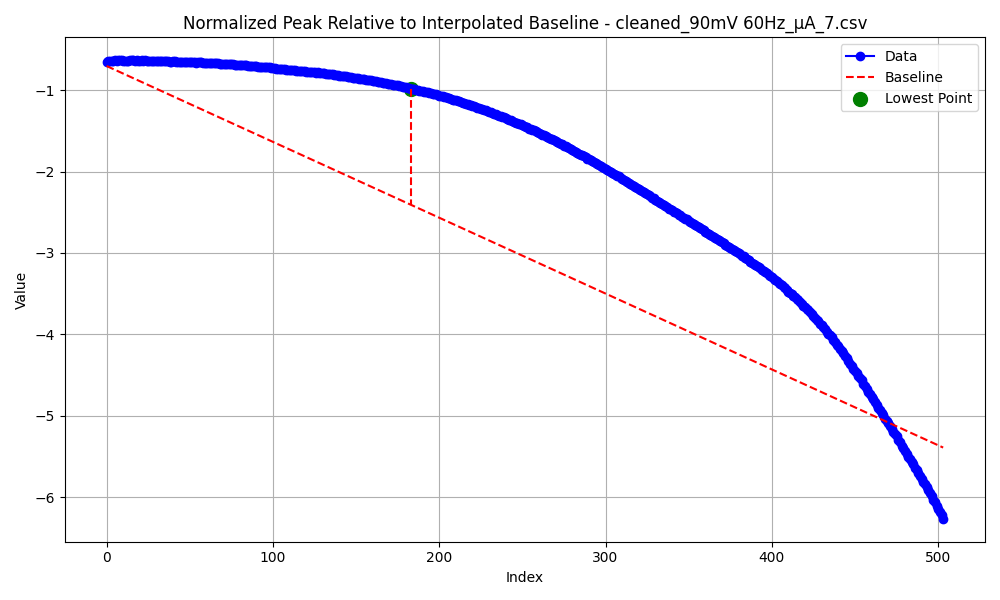 Normalized Peak Relative to Interpolated Baseline - cleaned_90mV 60Hz_μA_7.csv
Data
Baseline
Lowest Point
Value
−1
−2
−3
−4
−5
−6
0
100
200
300
400
500
Index